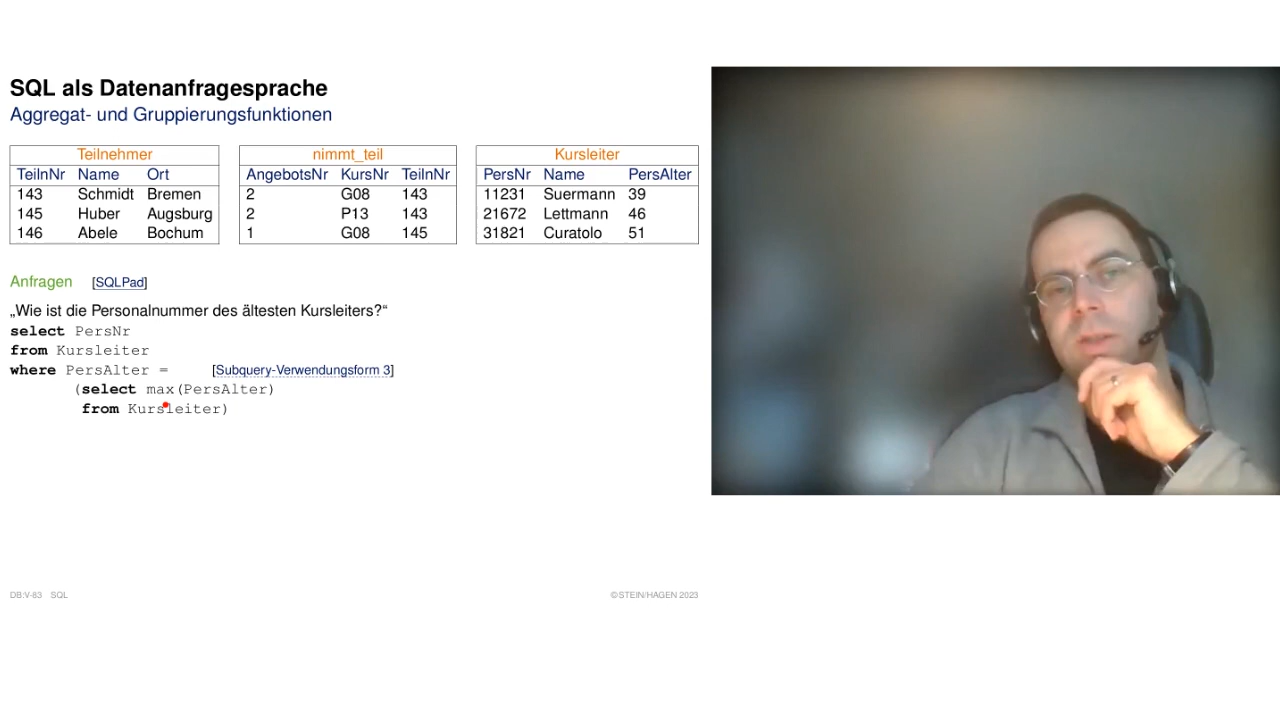 SQL als Datenanfragesprache
Aggregat- und Gruppierungsfunktionen
Teilnehmer
TeilnNr Name Ort
143 Schmidt Bremen
145 Huber Augsburg
146 Abele Bochum
nimmt_teil
AngebotsNr KursNr TeilnNr
2 G08 143
2 P13 143
1 G08 145
Kursleiter
PersNr Name PersAlter
11231 Suermann 39
21672 Lettmann 46
31821 Curatolo 51
Anfragen [SQLPad]
„Wie ist die Personalnummer des ältesten Kursleiters?“
select PersNr
from Kursleiter
where PersAlter = [Subquery-Verwendungsform 3]
(select max(PersAlter)
from Kursleiter)
DB:V-83 SQL
©STEIN/HAGEN 2023